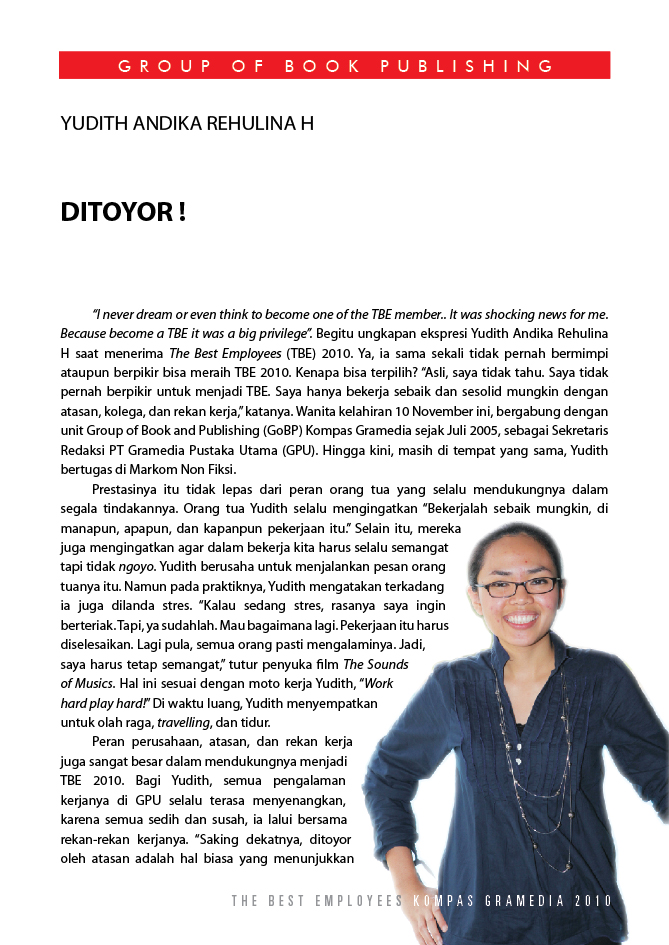 GROUP OF BOOK PUBLISHING
YUDITH ANDIKA REHULINA H
DITOYOR !
“I never dream or even think to become one of the TBE member.. It was shocking news for me.
Because become a TBE it was a big privilege”. Begitu ungkapan ekspresi Yudith Andika Rehulina
H saat menerima The Best Employees (TBE) 2010. Ya, ia sama sekali tidak pernah bermimpi
ataupun berpikir bisa meraih TBE 2010. Kenapa bisa terpilih? “Asli, saya tidak tahu. Saya tidak
pernah berpikir untuk menjadi TBE. Saya hanya bekerja sebaik dan sesolid mungkin dengan
atasan, kolega, dan rekan kerja,” katanya. Wanita kelahiran 10 November ini, bergabung dengan
unit Group of Book and Publishing (GoBP) Kompas Gramedia sejak Juli 2005, sebagai Sekretaris
Redaksi PT Gramedia Pustaka Utama (GPU). Hingga kini, masih di tempat yang sama, Yudith
bertugas di Markom Non Fiksi.
Prestasinya itu tidak lepas dari peran orang tua yang selalu mendukungnya dalam
segala tindakannya. Orang tua Yudith selalu mengingatkan “Bekerjalah sebaik mungkin, di
manapun, apapun, dan kapanpun pekerjaan itu.” Selain itu, mereka
juga mengingatkan agar dalam bekerja kita harus selalu semangat
tapi tidak ngoyo. Yudith berusaha untuk menjalankan pesan orang
tuanya itu. Namun pada praktiknya, Yudith mengatakan terkadang
ia juga dilanda stres. “Kalau sedang stres, rasanya saya ingin
berteriak. Tapi, ya sudahlah. Mau bagaimana lagi. Pekerjaan itu harus
diselesaikan. Lagi pula, semua orang pasti mengalaminya. Jadi,
saya harus tetap semangat,” tutur penyuka film The Sounds
of Musics. Hal ini sesuai dengan moto kerja Yudith, “Work
hard play hard!” Di waktu luang, Yudith menyempatkan
untuk olah raga, travelling, dan tidur.
Peran perusahaan, atasan, dan rekan kerja
juga sangat besar dalam mendukungnya menjadi
TBE 2010. Bagi Yudith, semua pengalaman
kerjanya di GPU selalu terasa menyenangkan,
karena semua sedih dan susah, ia lalui bersama
rekan-rekan kerjanya. “Saking dekatnya, ditoyor
oleh atasan adalah hal biasa yang menunjukkan
THE BEST EMPLOYEES KOMPAS GRAMEDIA 2010